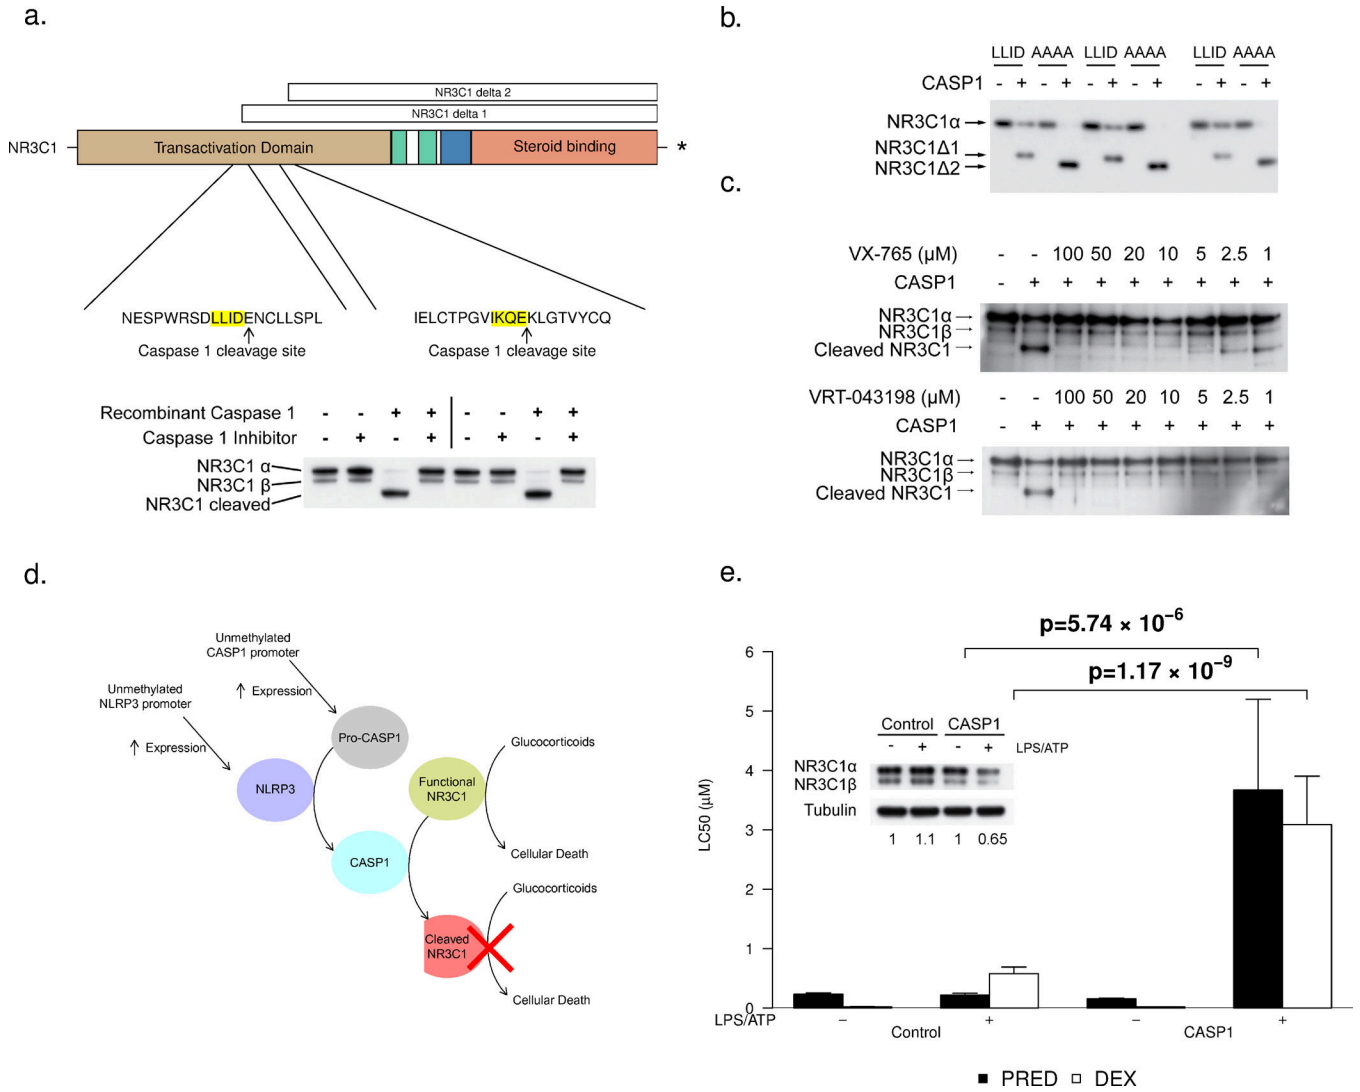 a.
NR3C1 delta 2
NR3C1 delta 1
NR3C1
Transactivation Domain
Steroid binding
*
NESPWRSDLLIDENCLLSPL
IELCTPGVIKQEKLGTVYCQ
Caspase 1 cleavage site
Caspase 1 cleavage site
Recombinant Caspase 1 - - + + - - + +
Caspase 1 Inhibitor - + - + - + - +
NR3C1 α
NR3C1 β
NR3C1 cleaved
b.
LLID AAAA LLID AAAA LLID AAAA
CASP1 - + - + - + - + - + - +
NR3C1α
NR3C1Δ1
NR3C1Δ2
c.
VX-765 (µM) - - 100 50 20 10 5 2.5 1
CASP1 - + + + + + + + +
NR3C1α
NR3C1β
Cleaved NR3C1
VRT-043198 (µM) 100 50 20 10 5 2.5 1
CASP1 - + + + + + + + +
NR3C1α
NR3C1β
Cleaved NR3C1
d.
Unmethylated
CASP1 promoter
↑ Expression
Unmethylated
NLRP3 promoter
↑ Expression
Pro-CASP1
NLRP3
CASP1
Functional
NR3C1
Glucocorticoids
Cellular Death
Glucocorticoids
Cleaved
NR3C1
Cellular Death
e.
p=5.74 × 10⁻⁶
p=1.17 × 10⁻⁹
LC50 (µM)
6
5
4
3
2
1
0
Control CASP1
- + - + LPS/ATP
NR3C1α
NR3C1β
Tubulin
1 1.1 1 0.65
LPS/ATP − + − +
Control CASP1
■ PRED □ DEX